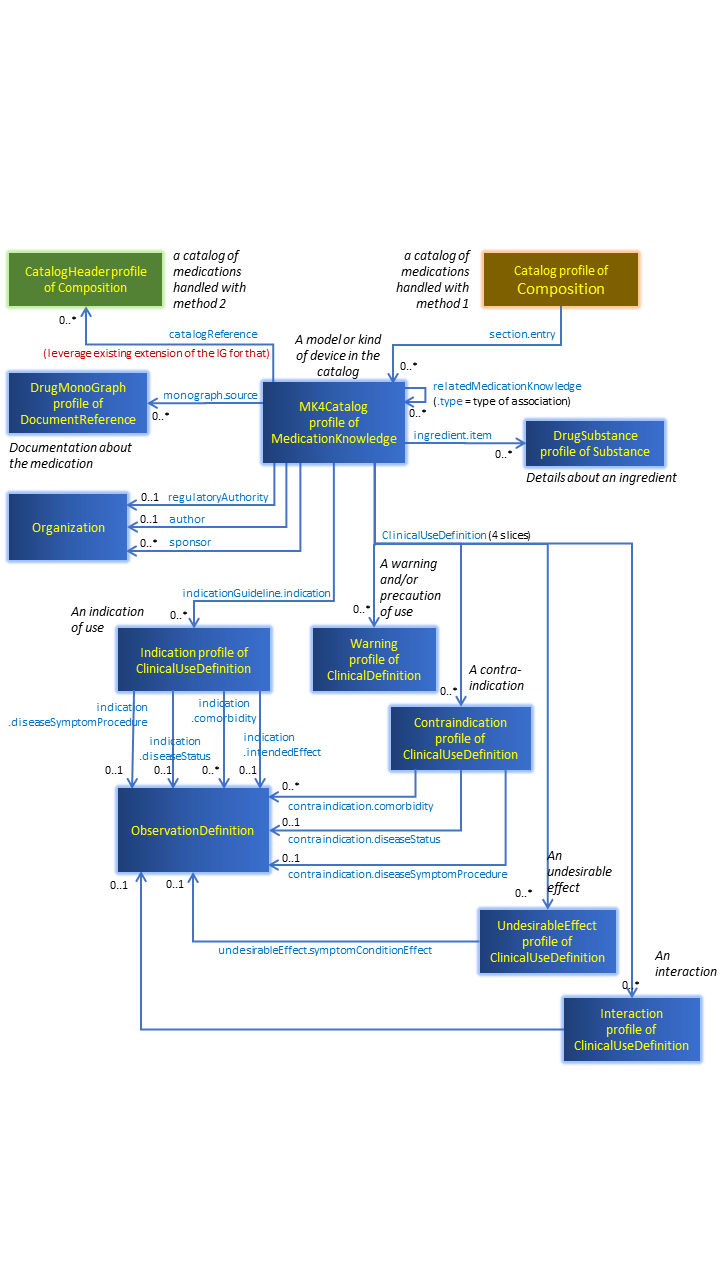 CatalogHeader profile
of Composition
a catalog of
medications
handled with
method 2
a catalog of
medications
handled with
method 1
Catalog profile of
Composition
0..*
catalogReference
(leverage existing extension of the IG for that)
A model or kind
of device in the
catalog
section.entry
0..*
DrugMonoGraph
profile of
DocumentReference
monograph.source
0..*
MK4Catalog
profile of
MedicationKnowledge
relatedMedicationKnowledge
(.type = type of association)
0..*
ingredient.item
0..*
DrugSubstance
profile of Substance
Documentation about
the medication
Details about an ingredient
Organization
0..1 regulatoryAuthority
0..1 author
0..* sponsor
ClinicalUseDefinition (4 slices)
indicationGuideline.indication
0..*
An indication
of use
A warning
and/or
precaution
of use
0..*
Indication profile of
ClinicalUseDefinition
Warning
profile of
ClinicalDefinition
A contra-
indication
0..*
indication
.diseaseSymptomProcedure
indication
.diseaseStatus
indication
.comorbidity
indication
.intendedEffect
0..1
0..1
0..*
0..1
Contraindication
profile of
ClinicalUseDefinition
ObservationDefinition
0..*
contraindication.comorbidity
0..1
contraindication.diseaseStatus
0..1
contraindication.diseaseSymptomProcedure
0..1
0..1
An
undesirable
effect
0..*
undesirableEffect.symptomConditionEffect
UndesirableEffect
profile of
ClinicalUseDefinition
An
interaction
0..*
Interaction
profile of
ClinicalUseDefinition